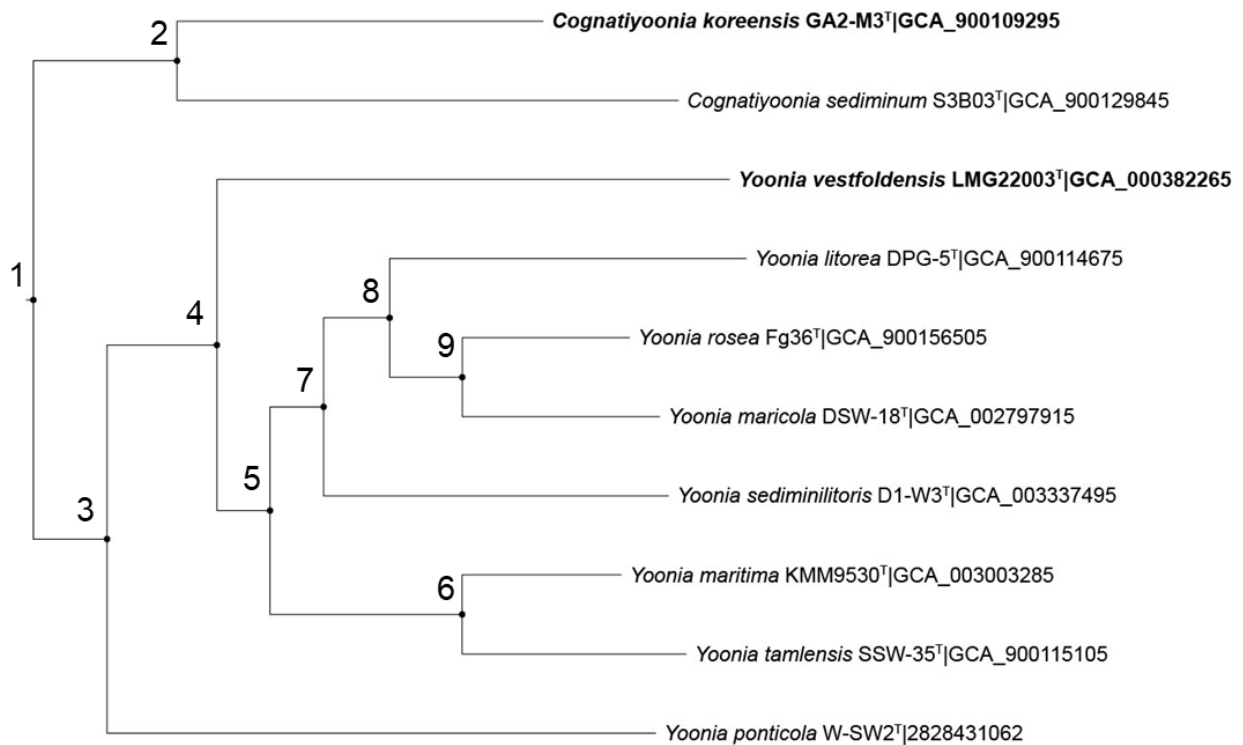 Cognatiyoonia koreensis GA2-M3ᵀ|GCA_900109295
2
Cognatiyoonia sediminum S3B03ᵀ|GCA_900129845
Yoonia vestfoldensis LMG22003ᵀ|GCA_000382265
Yoonia litorea DPG-5ᵀ|GCA_900114675
1
8
4
Yoonia rosea Fg36ᵀ|GCA_900156505
9
7
Yoonia maricola DSW-18ᵀ|GCA_002797915
5
Yoonia sediminilitoris D1-W3ᵀ|GCA_003337495
3
Yoonia maritima KMM9530ᵀ|GCA_003003285
6
Yoonia tamlensis SSW-35ᵀ|GCA_900115105
Yoonia ponticola W-SW2ᵀ|2828431062